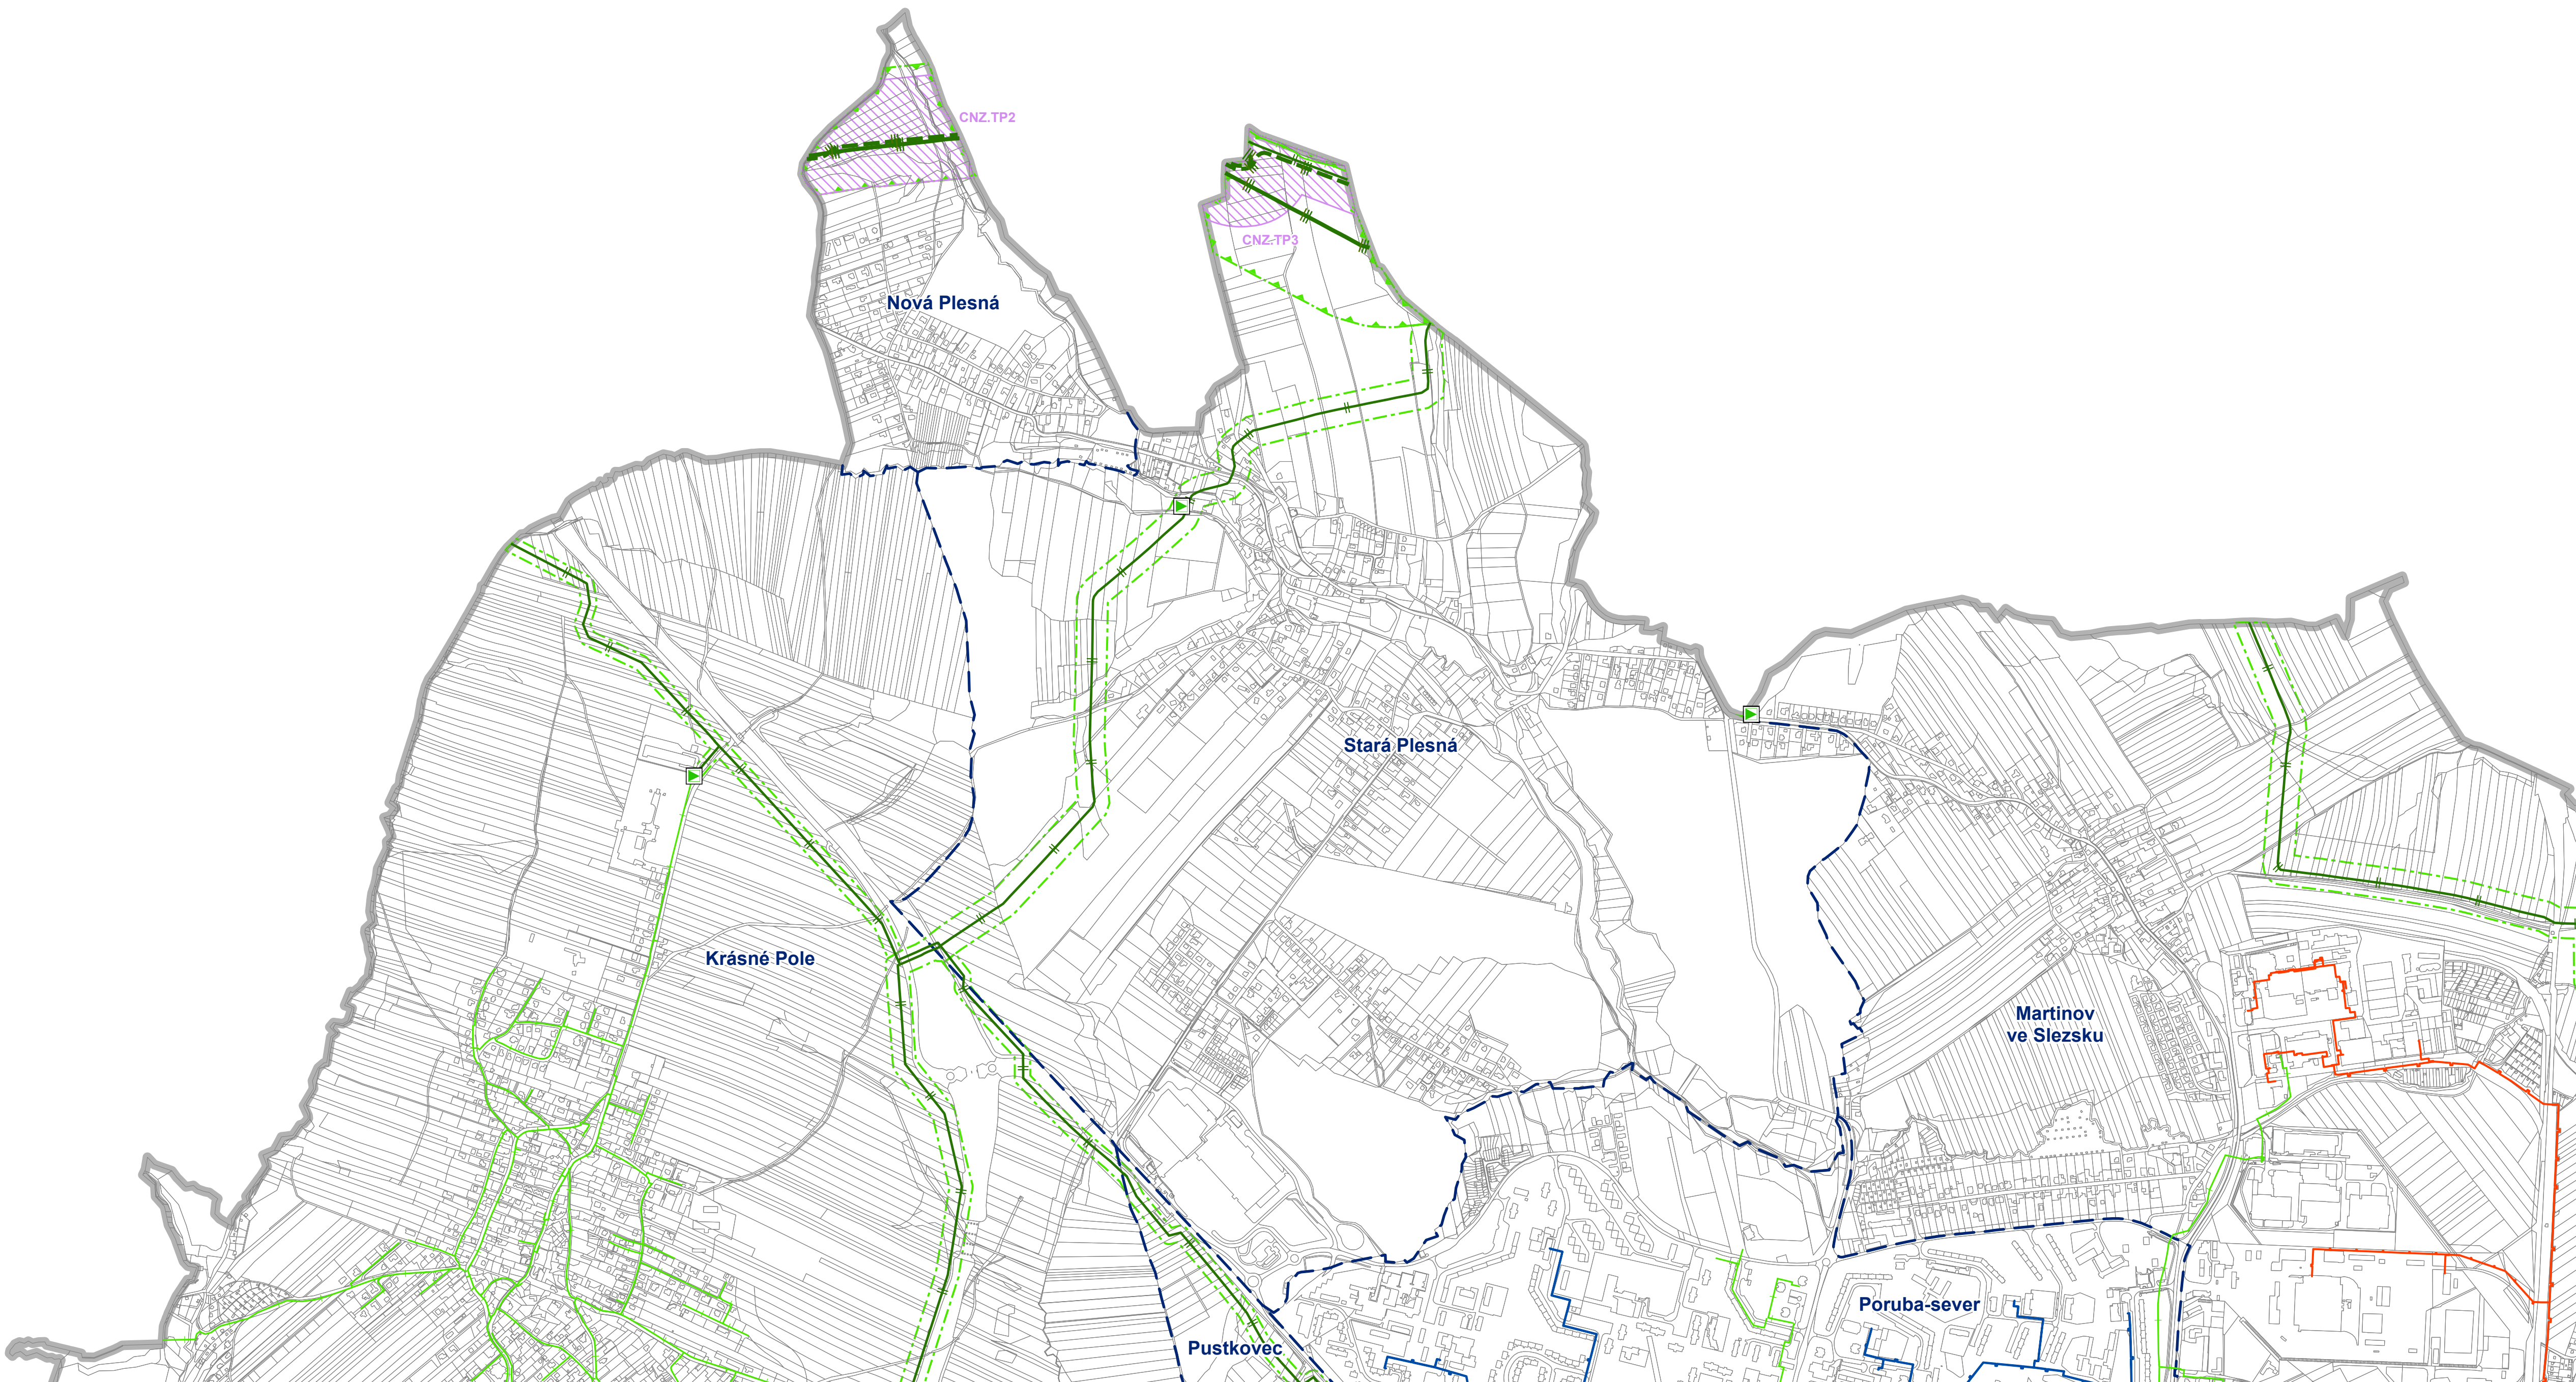 CNZ.TP2
CNZ.TP3
Nová Plesná
Stará Plesná
Krásné Pole
Martinov
ve Slezsku
Poruba-sever
Pustkovec